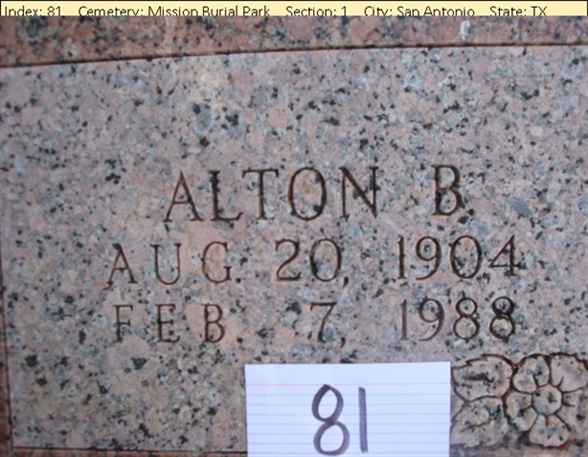 Index: 81 Cemetery: Mission Burial Park Section: 1 City: San Antonio State: TX
ALTON B
AUG. 20, 1904
FEB. 7, 1988
81